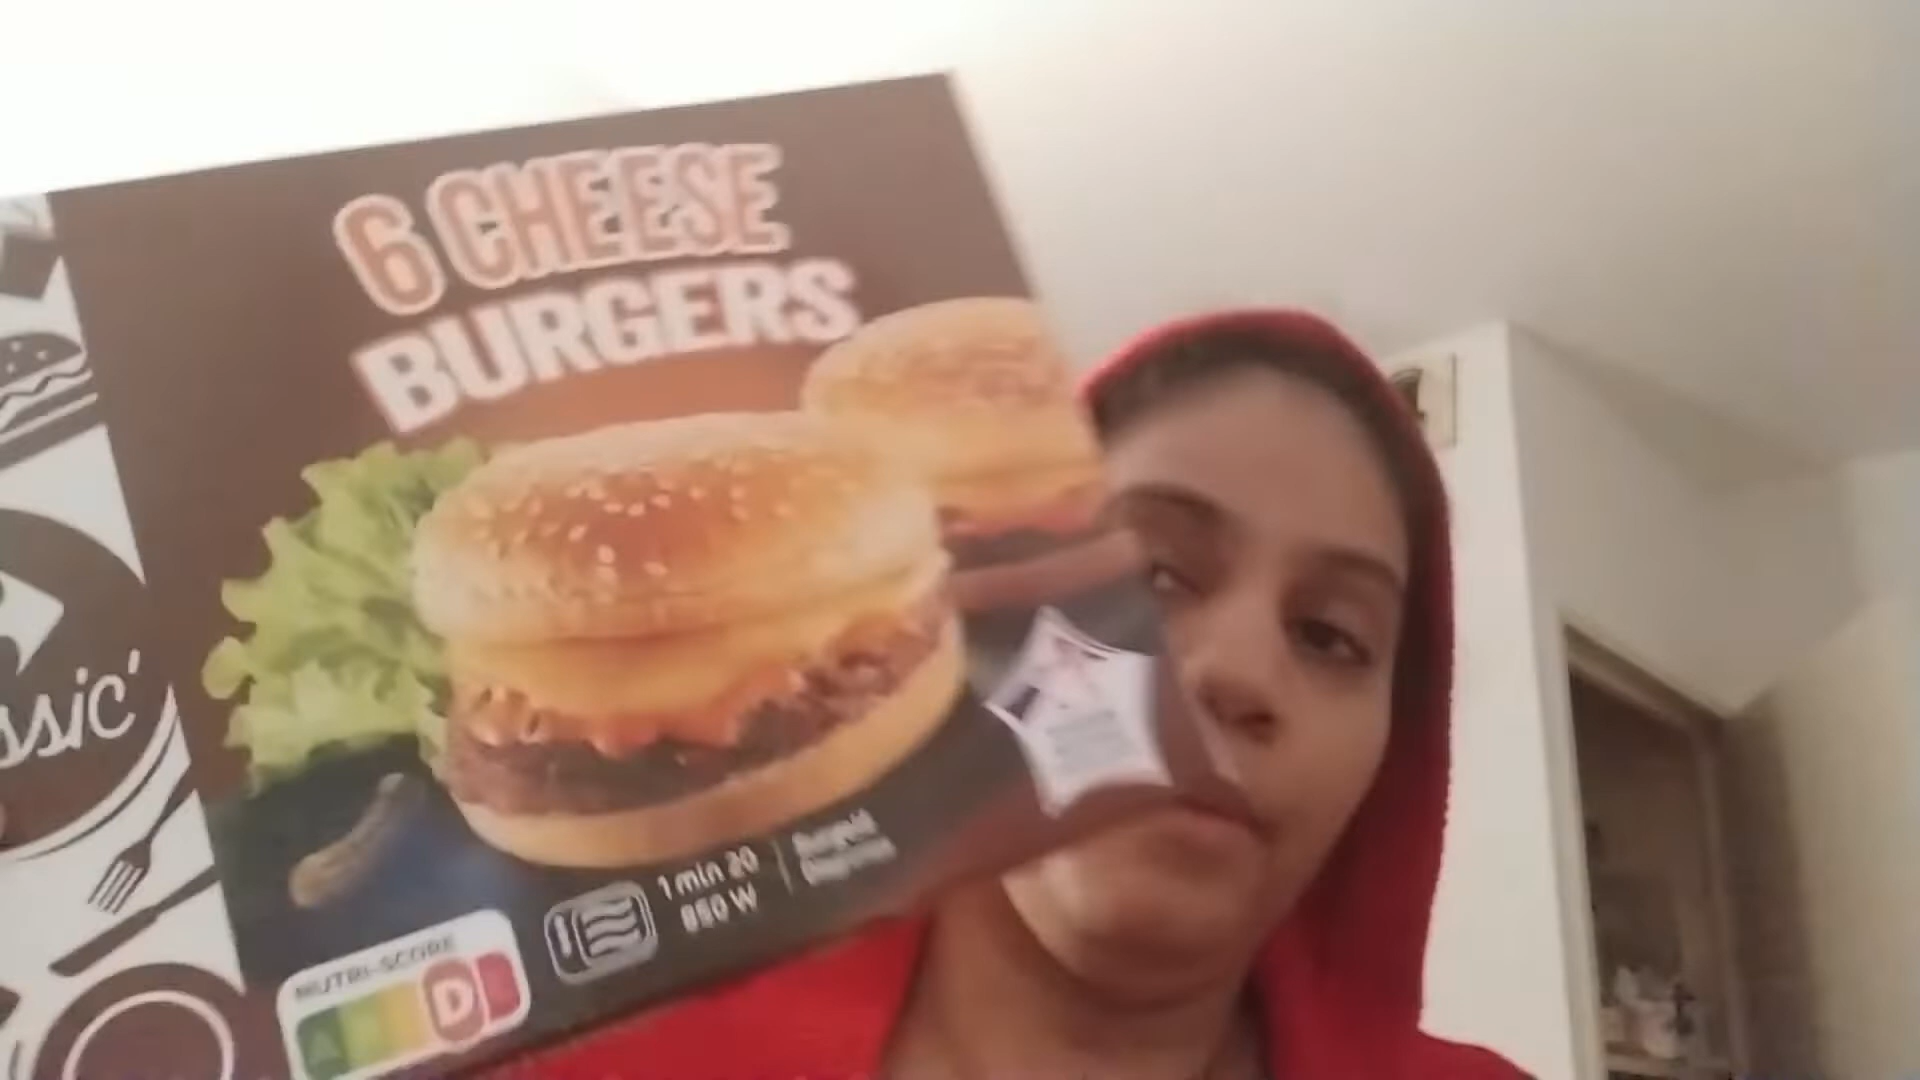 6 CHEESE
BURGERS
ssic'
1 min 20
850 W
NUTRI-SCORE
D